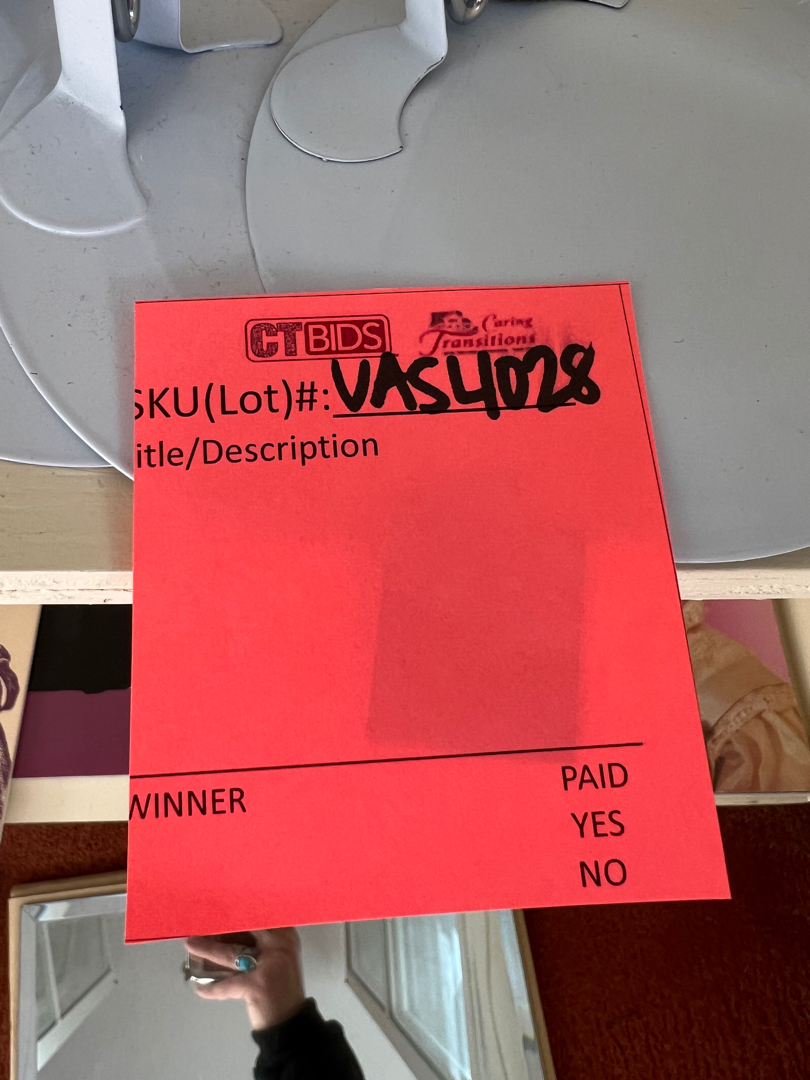 CTBIDS Caring
Transitions
SKU(Lot)#: VAS4028
itle/Description
WINNER PAID
YES
NO